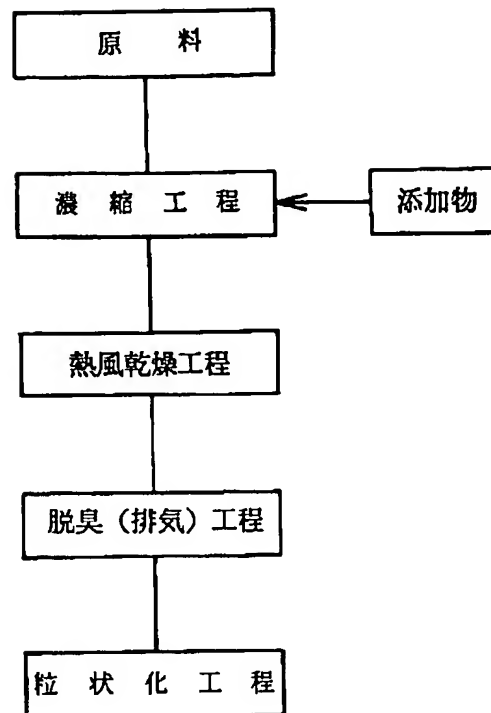 原料
濃縮工程
添加物
熱風乾燥工程
脱臭（排気）工程
粒状化工程